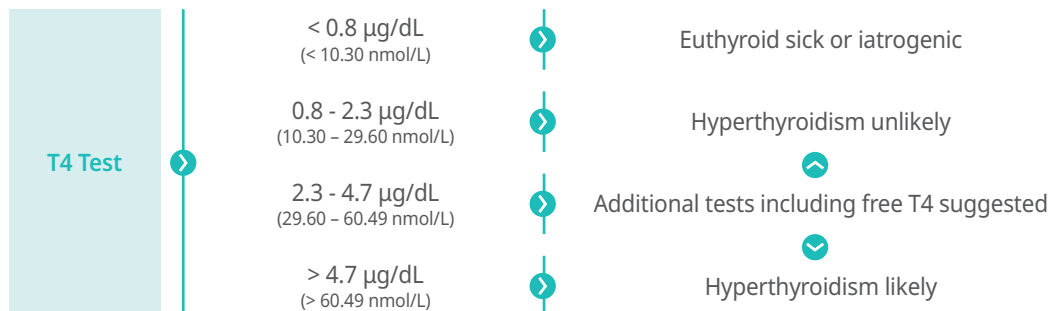 T4 Test
< 0.8 µg/dL
(< 10.30 nmol/L)
Euthyroid sick or iatrogenic
0.8 - 2.3 µg/dL
(10.30 – 29.60 nmol/L)
Hyperthyroidism unlikely
2.3 - 4.7 µg/dL
(29.60 – 60.49 nmol/L)
Additional tests including free T4 suggested
> 4.7 µg/dL
(> 60.49 nmol/L)
Hyperthyroidism likely